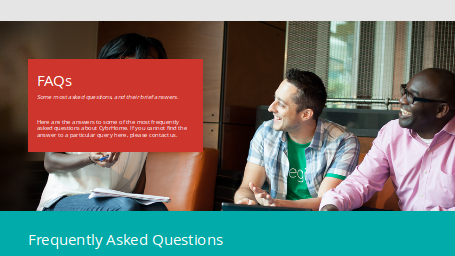 FAQs
Some most asked questions, and their brief answers.
Here are the answers to some of the most frequently
asked questions about CybrHome. If you cannot find the
answer to a particular query here, please contact us.
eg
Frequently Asked Questions